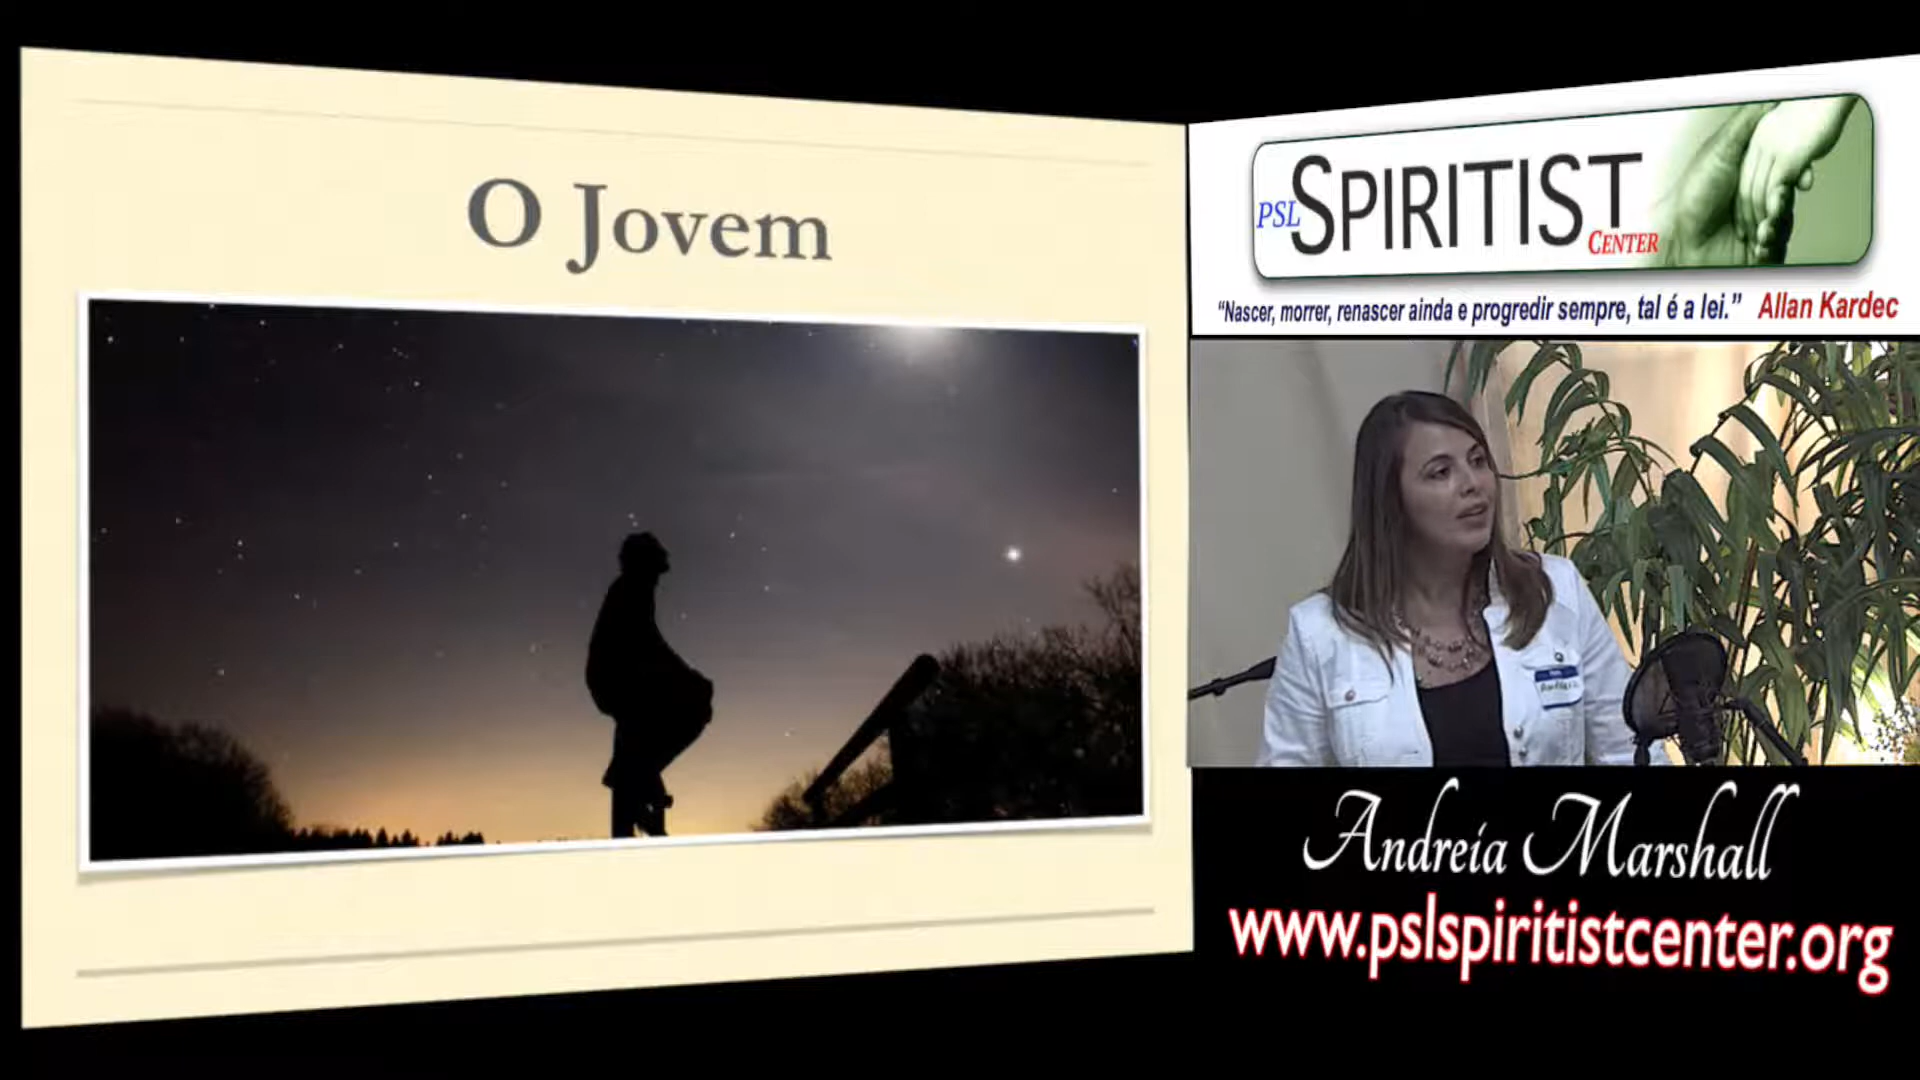 O Jovem
PSL SPIRITIST
CENTER
“Nascer, morrer, renascer ainda e progredir sempre, tal é a lei.” Allan Kardec
Andreia Marshall
www.pslspiritistcenter.org